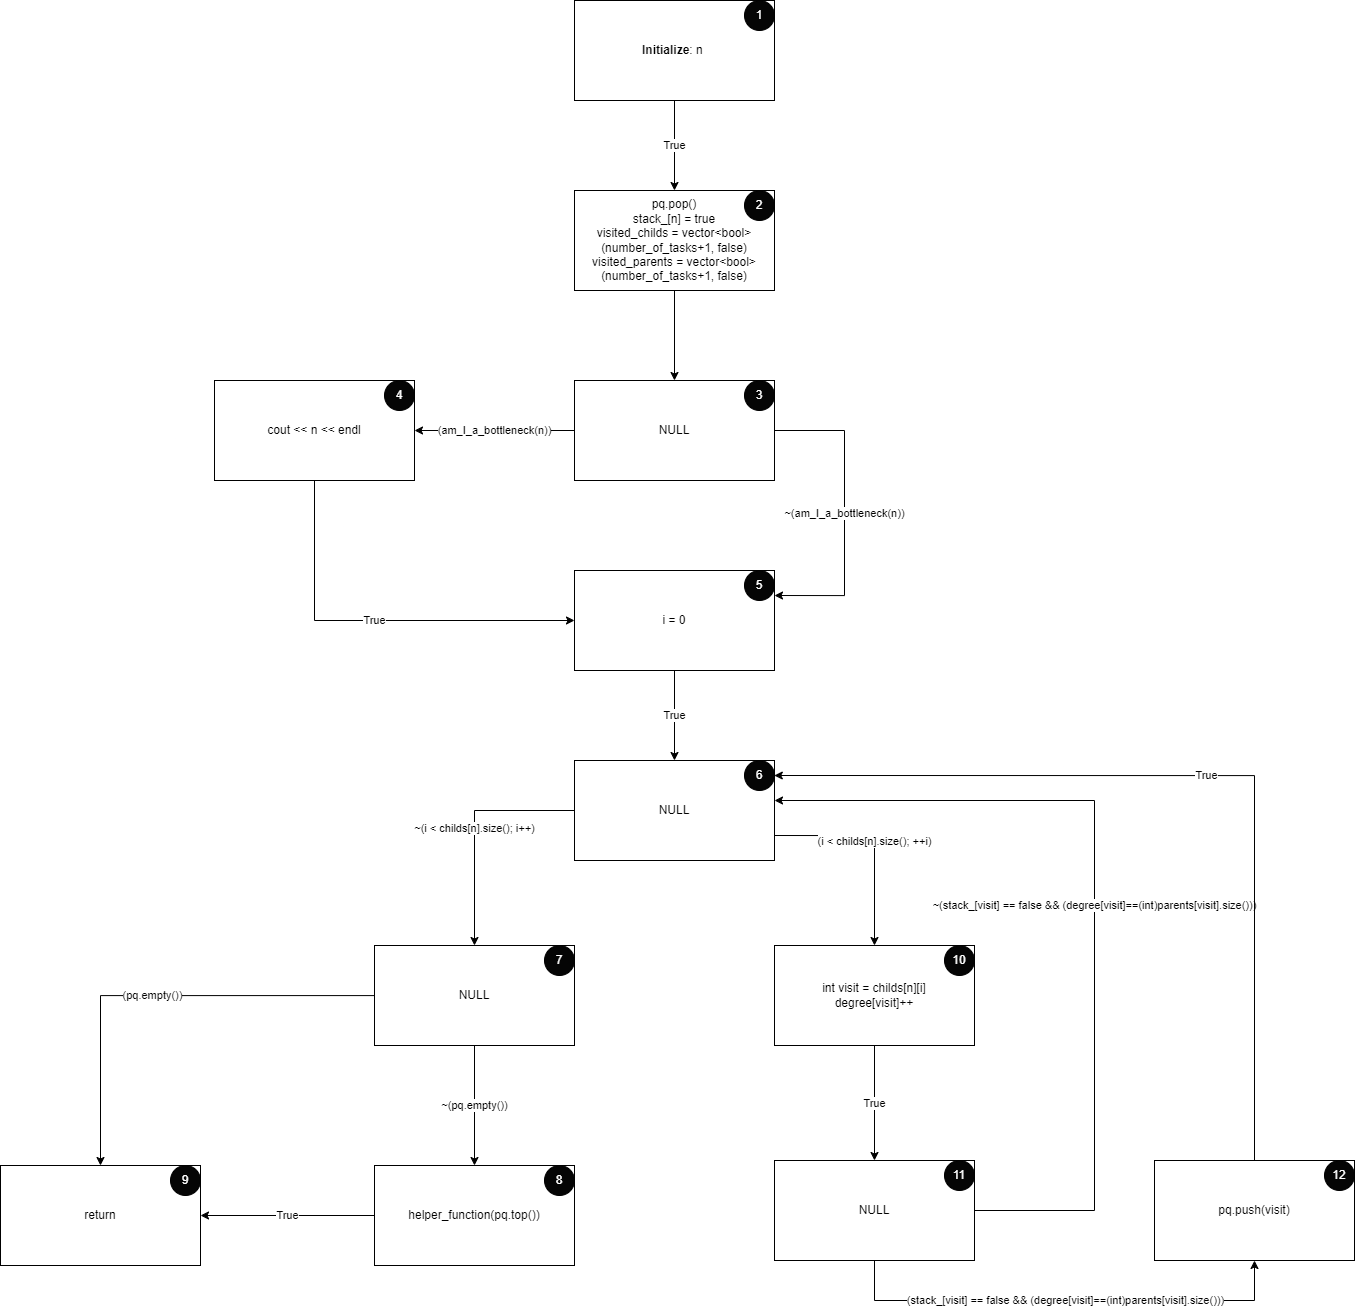 1
Initialize: n
True
2
pq.pop()
stack_[n] = true
visited_childs = vector<bool>
(number_of_tasks+1, false)
visited_parents = vector<bool>
(number_of_tasks+1, false)
4
cout << n << endl
(am_I_a_bottleneck(n))
3
NULL
~(am_I_a_bottleneck(n))
5
i = 0
True
True
6
NULL
True
~(i < childs[n].size(); i++)
(i < childs[n].size(); ++i)
~(stack_[visit] == false && (degree[visit]==(int)parents[visit].size()))
7
NULL
10
int visit = childs[n][i]
degree[visit]++
(pq.empty())
~(pq.empty())
True
9
return
True
8
helper_function(pq.top())
11
NULL
12
pq.push(visit)
(stack_[visit] == false && (degree[visit]==(int)parents[visit].size()))